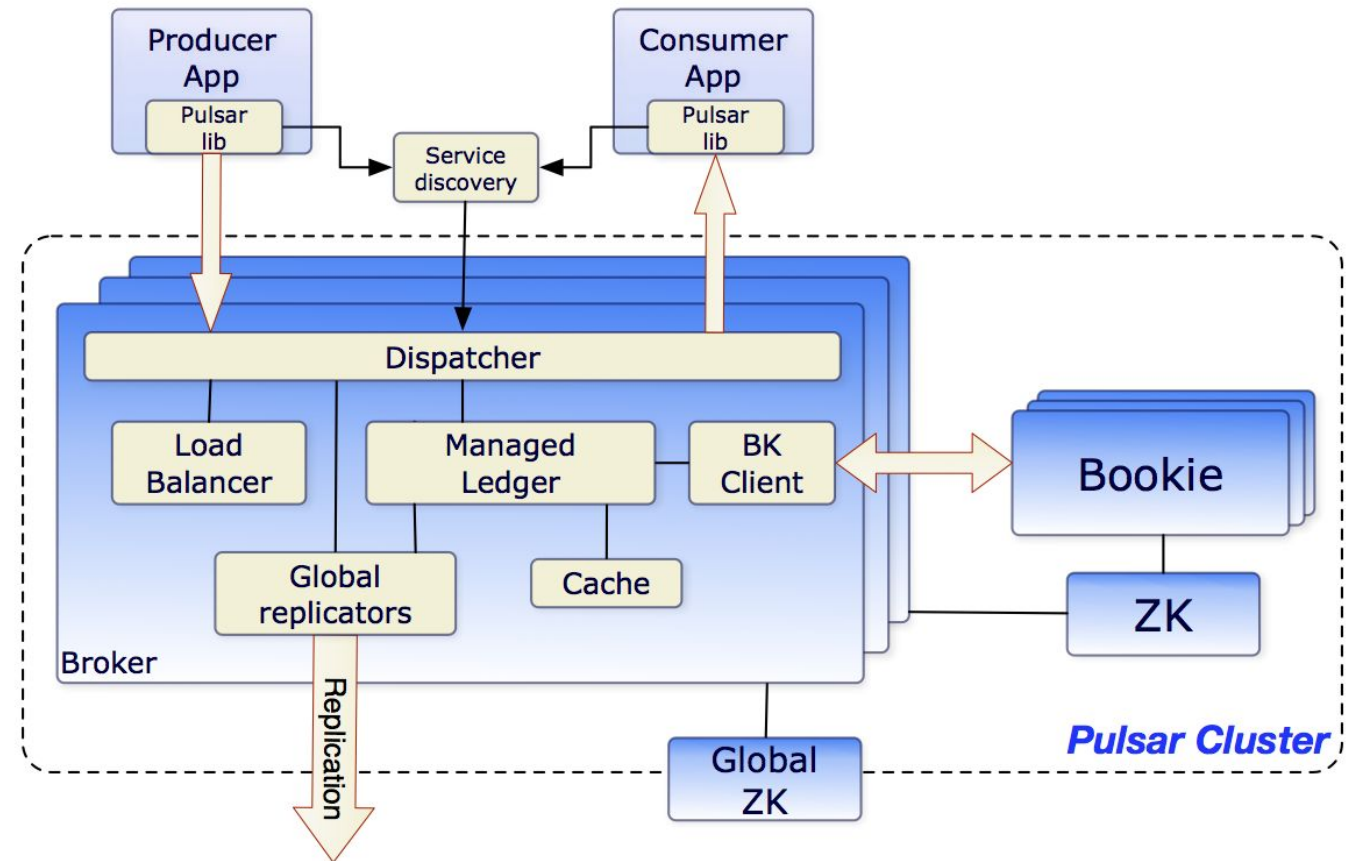 Producer
App
Pulsar
lib
Consumer
App
Pulsar
lib
Service
discovery
Dispatcher
Load
Balancer
Managed
Ledger
BK
Client
Bookie
Global
replicators
Cache
ZK
Broker
Replication
Pulsar Cluster
Global
ZK